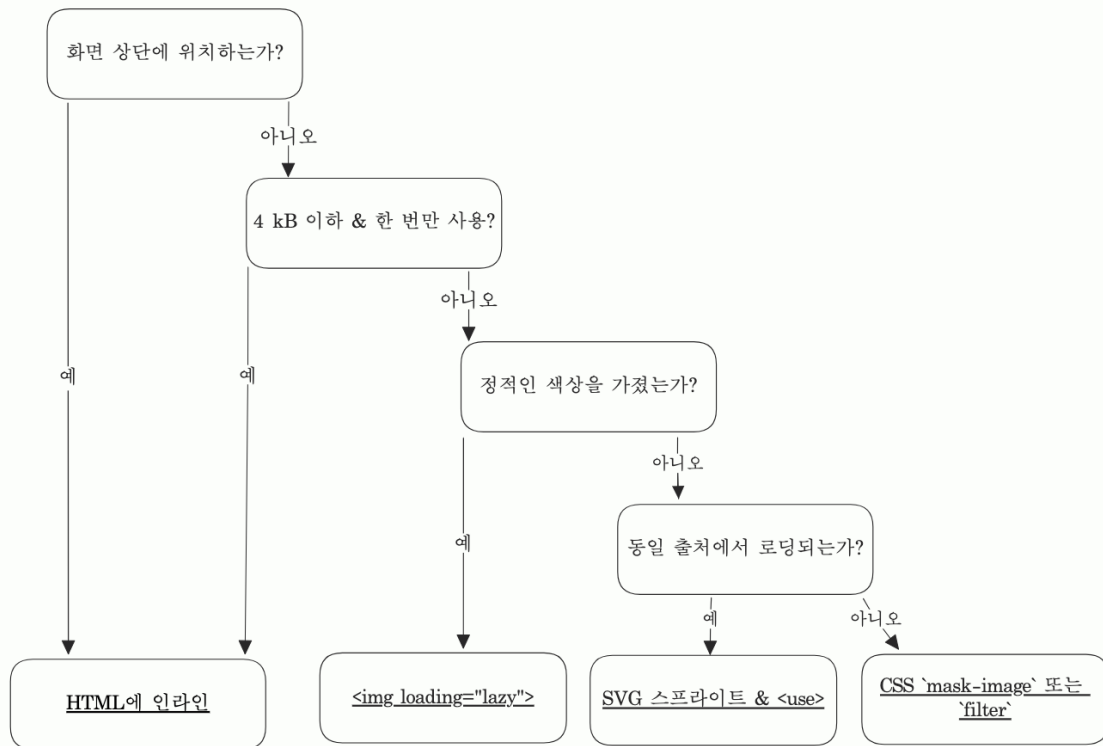 화면 상단에 위치하는가?
아니오
4 kB 이하 & 한 번만 사용?
아니오
예
예
정적인 색상을 가졌는가?
아니오
예
동일 출처에서 로딩되는가?
예
아니오
HTML에 인라인
<img loading="lazy">
SVG 스프라이트 & <use>
CSS `mask-image` 또는
`filter`